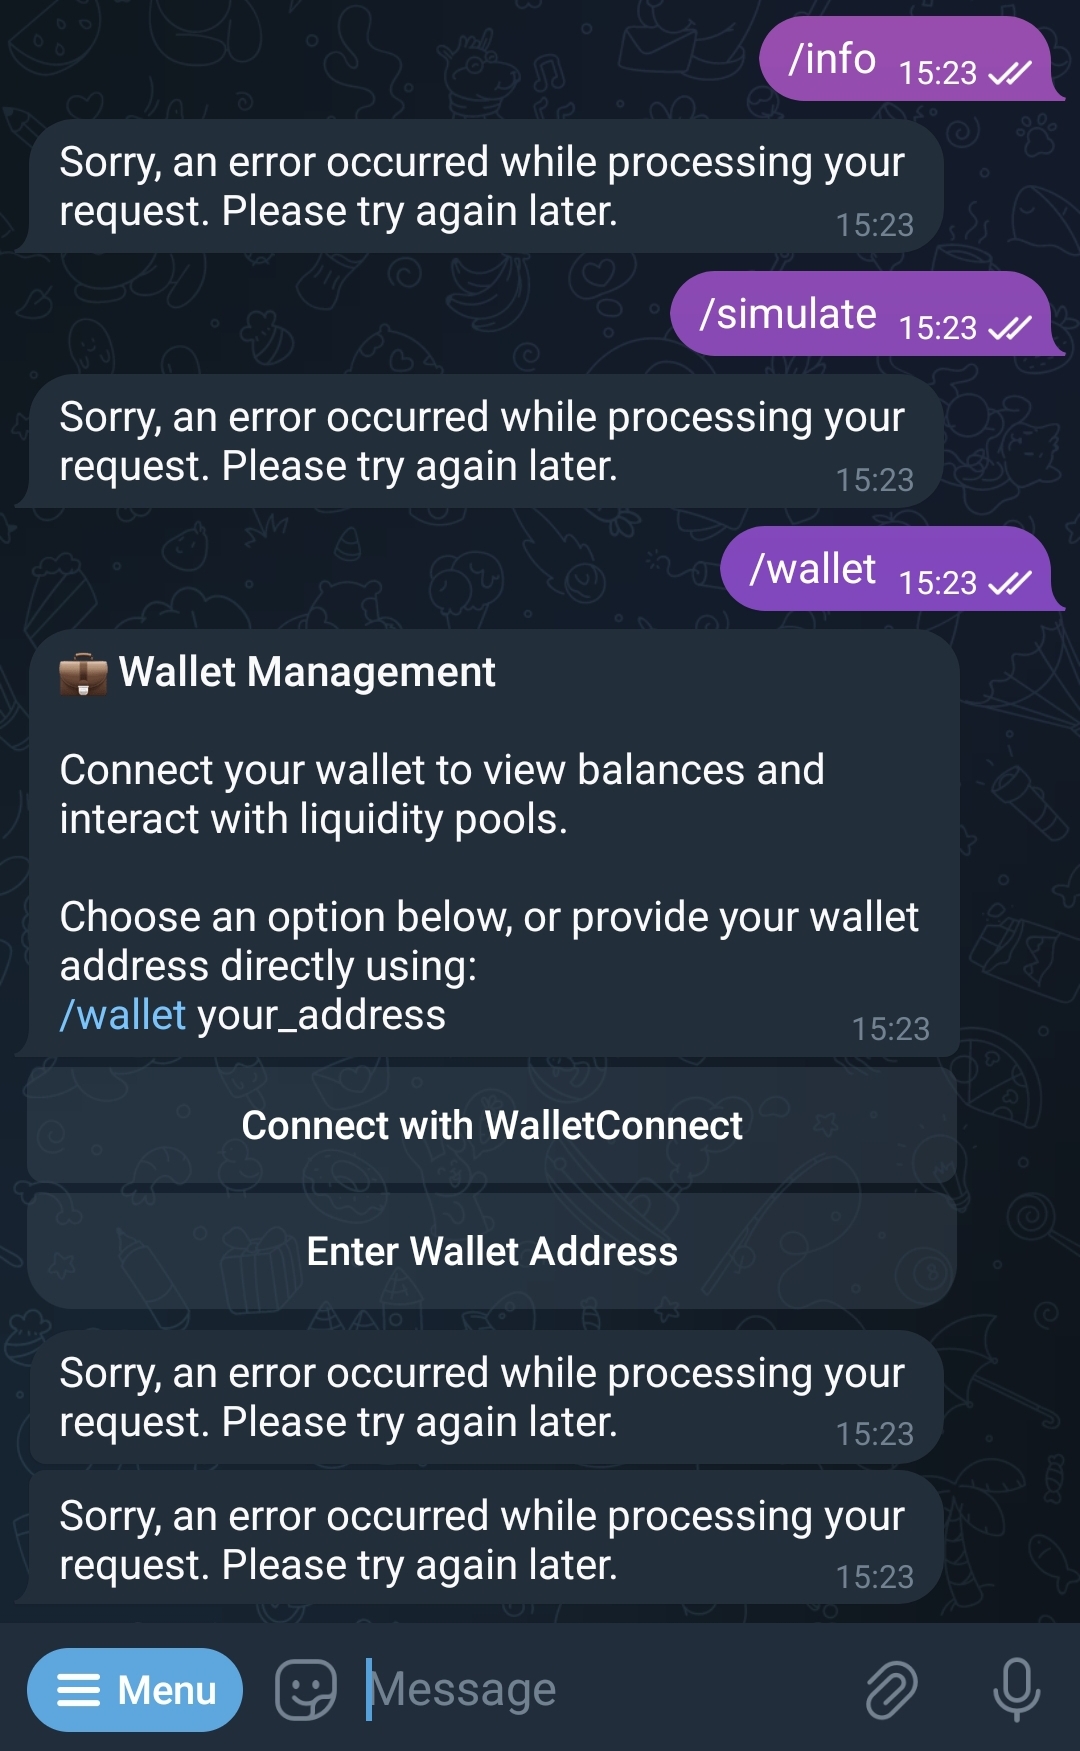 /info 15:23
Sorry, an error occurred while processing your
request. Please try again later. 15:23
/simulate 15:23
Sorry, an error occurred while processing your
request. Please try again later. 15:23
/wallet 15:23
Wallet Management
Connect your wallet to view balances and
interact with liquidity pools.
Choose an option below, or provide your wallet
address directly using:
/wallet your_address 15:23
Connect with WalletConnect
Enter Wallet Address
Sorry, an error occurred while processing your
request. Please try again later. 15:23
Sorry, an error occurred while processing your
request. Please try again later. 15:23
Menu Message